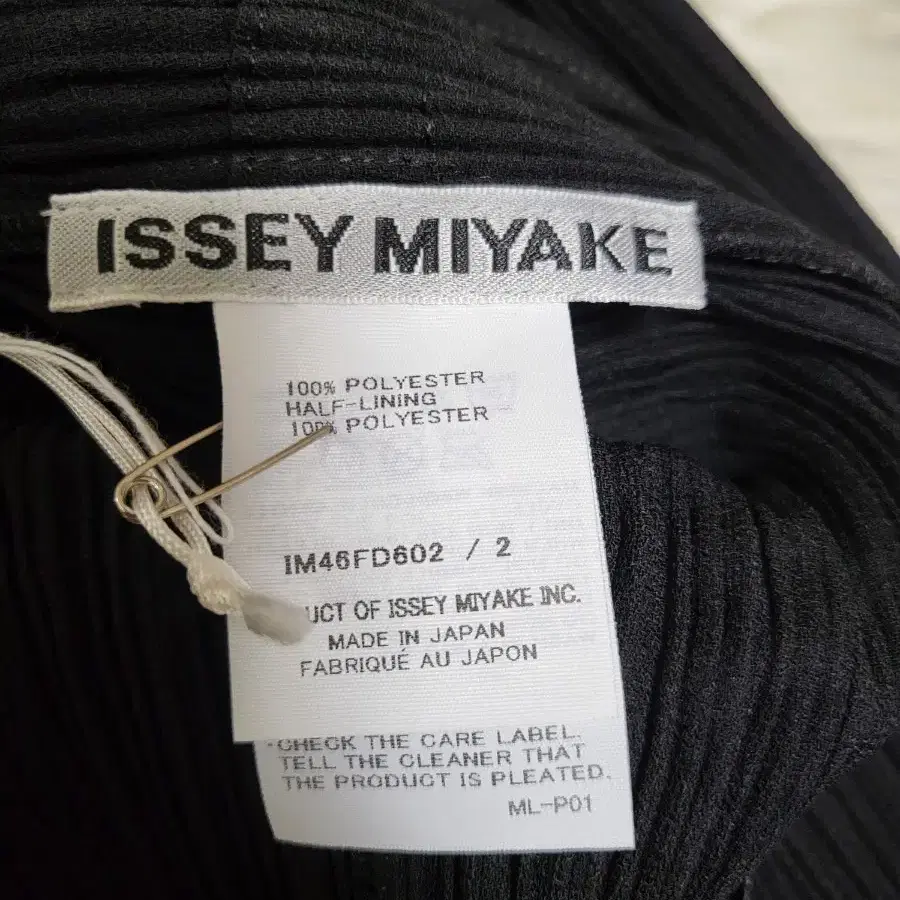 ISSEY MIYAKE
100% POLYESTER
HALF-LINING
100% POLYESTER
IM46FD602 / 2
OF ISSEY MIYAKE INC.
MADE IN JAPAN
FABRIQUÉ AU JAPON
CHECK THE CARE LABEL.
TELL THE CLEANER THAT
THE PRODUCT IS PLEATED.
ML-P01